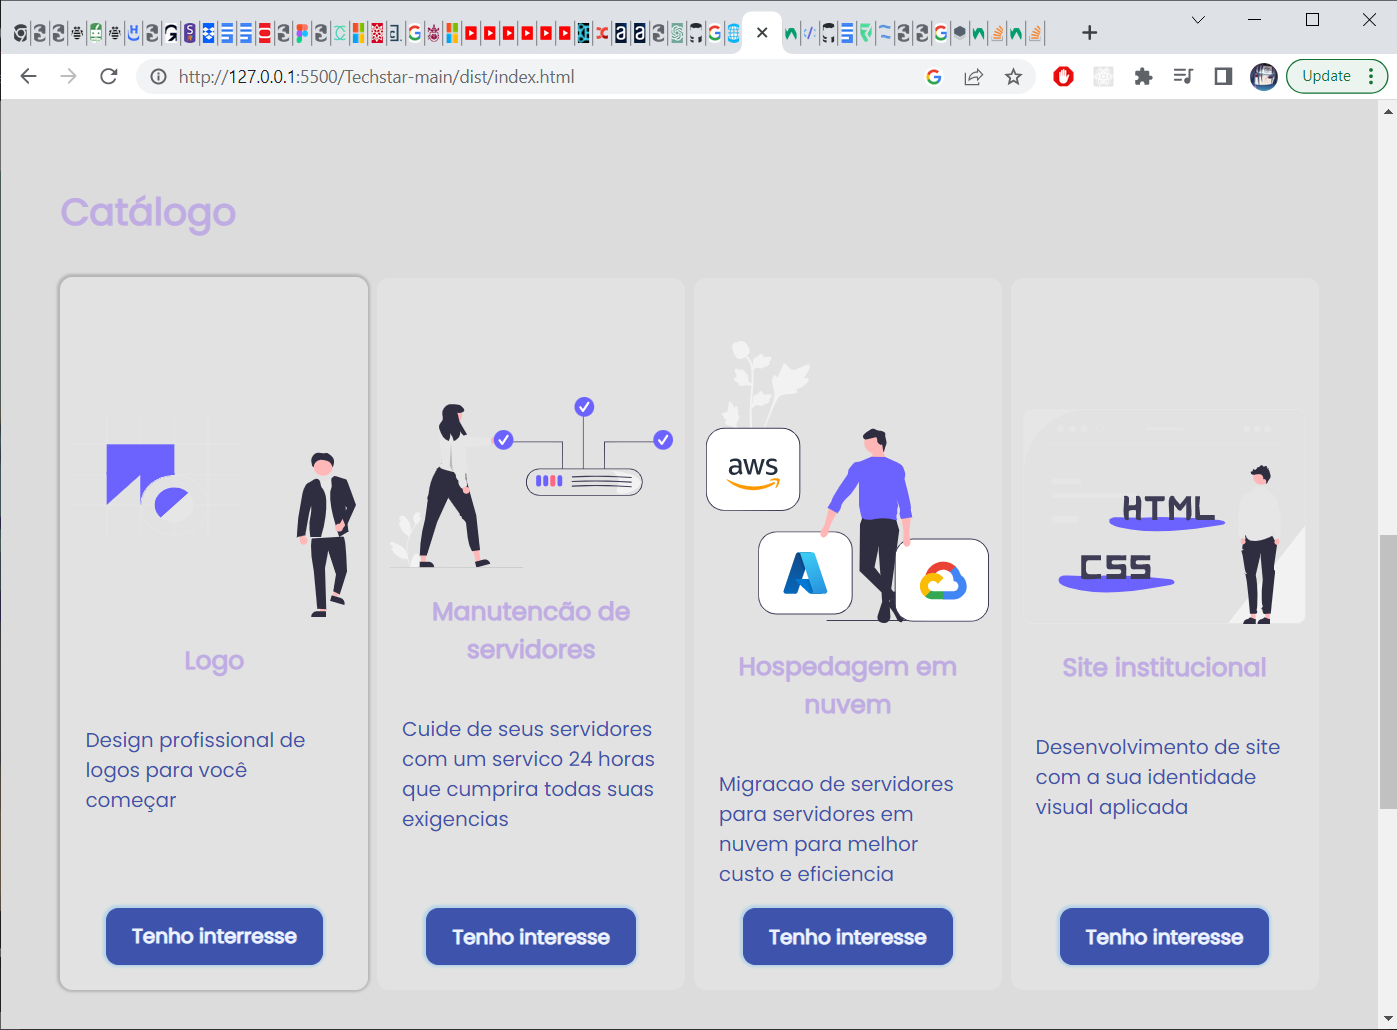 http://127.0.0.1:5500/Techstar-main/dist/index.html
Update
Catálogo
Logo
Design profissional de
logos para você
começar
Tenho interresse
Manutencão de
servidores
Cuide de seus servidores
com um servico 24 horas
que cumprira todas suas
exigencias
Tenho interesse
aws
Hospedagem em
nuvem
Migracao de servidores
para servidores em
nuvem para melhor
custo e eficiencia
Tenho interesse
HTML
CSS
Site institucional
Desenvolvimento de site
com a sua identidade
visual aplicada
Tenho interesse